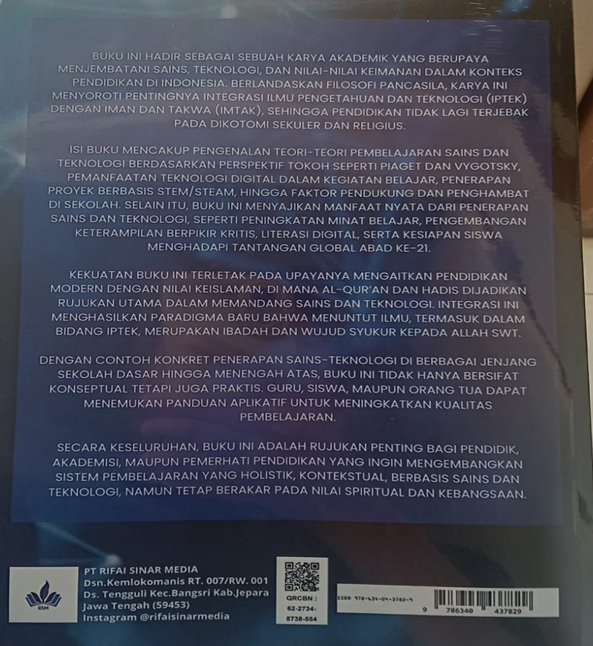 BUKU INI HADIR SEBAGAI SEBUAH KARYA AKADEMIK YANG BERUPAYA
MENJEMBATANI SAINS, TEKNOLOGI, DAN NILAI-NILAI KEIMANAN DALAM KONTEKS
PENDIDIKAN DI INDONESIA. BERLANDASKAN FILOSOFI PANCASILA, KARYA INI
MENYOROTI PENTINGNYA INTEGRASI ILMU PENGETAHUAN DAN TEKNOLOGI (IPTEK)
DENGAN IMAN DAN TAKWA (IMTAK), SEHINGGA PENDIDIKAN TIDAK LAGI TERJEBAK
PADA DIKOTOMI SEKULER DAN RELIGIUS.
ISI BUKU MENCAKUP PENGENALAN TEORI-TEORI PEMBELAJARAN SAINS DAN
TEKNOLOGI BERDASARKAN PERSPEKTIF TOKOH SEPERTI PIAGET DAN VYGOTSKY,
PEMANFAATAN TEKNOLOGI DIGITAL DALAM KEGIATAN BELAJAR, PENERAPAN
PROYEK BERBASIS STEM/STEAM, HINGGA FAKTOR PENDUKUNG DAN PENGHAMBAT
DI SEKOLAH. SELAIN ITU, BUKU INI MENYAJIKAN MANFAAT NYATA DARI PENERAPAN
SAINS DAN TEKNOLOGI, SEPERTI PENINGKATAN MINAT BELAJAR, PENGEMBANGAN
KETERAMPILAN BERPIKIR KRITIS, LITERASI DIGITAL, SERTA KESIAPAN SISWA
MENGHADAPI TANTANGAN GLOBAL ABAD KE-21.
KEKUATAN BUKU INI TERLETAK PADA UPAYANYA MENGAITKAN PENDIDIKAN
MODERN DENGAN NILAI KEISLAMAN, DI MANA AL-QUR'AN DAN HADIS DIJADIKAN
RUJUKAN UTAMA DALAM MEMANDANG SAINS DAN TEKNOLOGI. INTEGRASI INI
MENGHASILKAN PARADIGMA BARU BAHWA MENUNTUT ILMU, TERMASUK DALAM
BIDANG IPTEK, MERUPAKAN IBADAH DAN WUJUD SYUKUR KEPADA ALLAH SWT.
DENGAN CONTOH KONKRET PENERAPAN SAINS-TEKNOLOGI DI BERBAGAI JENJANG
SEKOLAH DASAR HINGGA MENENGAH ATAS, BUKU INI TIDAK HANYA BERSIFAT
KONSEPTUAL TETAPI JUGA PRAKTIS. GURU, SISWA, MAUPUN ORANG TUA DAPAT
MENEMUKAN PANDUAN APLIKATIF UNTUK MENINGKATKAN KUALITAS
PEMBELAJARAN.
SECARA KESELURUHAN, BUKU INI ADALAH RUJUKAN PENTING BAGI PENDIDIK,
AKADEMISI, MAUPUN PEMERHATI PENDIDIKAN YANG INGIN MENGEMBANGKAN
SISTEM PEMBELAJARAN YANG HOLISTIK, KONTEKSTUAL, BERBASIS SAINS DAN
TEKNOLOGI, NAMUN TETAP BERAKAR PADA NILAI SPIRITUAL DAN KEBANGSAAN.
RSM
PT RIFAI SINAR MEDIA
Dsn.Kemlokomanis RT. 007/RW. 001
Ds. Tengguli Kec.Bangsri Kab.Jepara
Jawa Tengah (59453)
Instagram @rifaisinarmedia
QRCBN :
62-2734-
8738-554
ISBN 978-634-04-3782-9
9 786340 437829